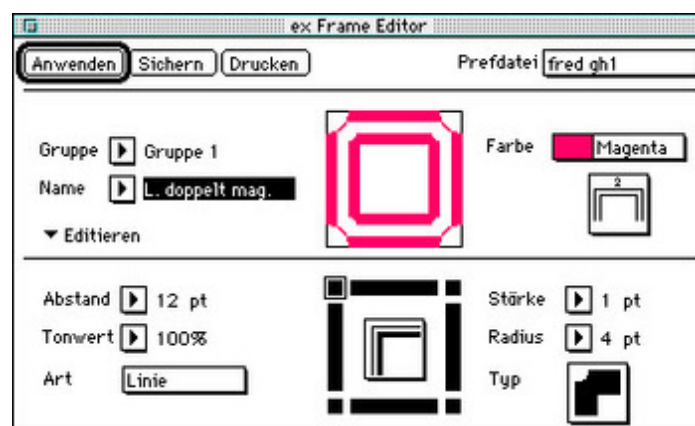 ex Frame Editor
Anwenden Sichern Drucken Prefdatei fred gh1
Gruppe Gruppe 1 Farbe Magenta
Name L. doppelt mag. 2
Editieren
Abstand 12 pt Stärke 1 pt
Tonwert 100% Radius 4 pt
Art Linie Typ